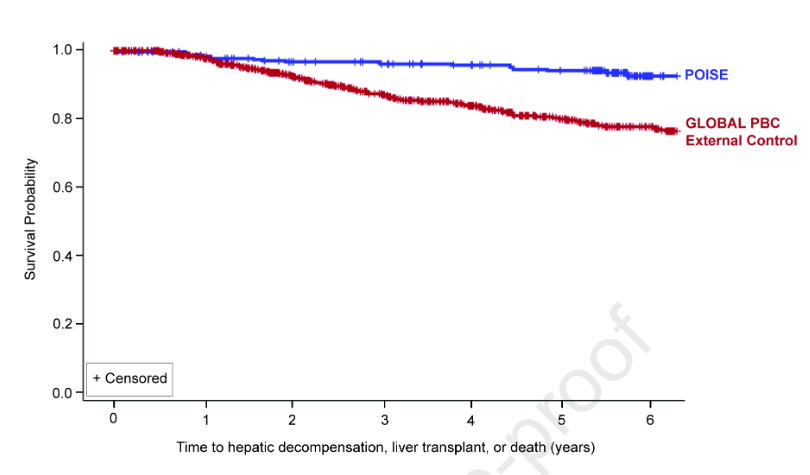 1.0
0.8
0.6
0.4
0.2
0.0
Survival Probability
POISE
GLOBAL PBC
External Control
+ Censored
0 1 2 3 4 5 6
Time to hepatic decompensation, liver transplant, or death (years)
-proof